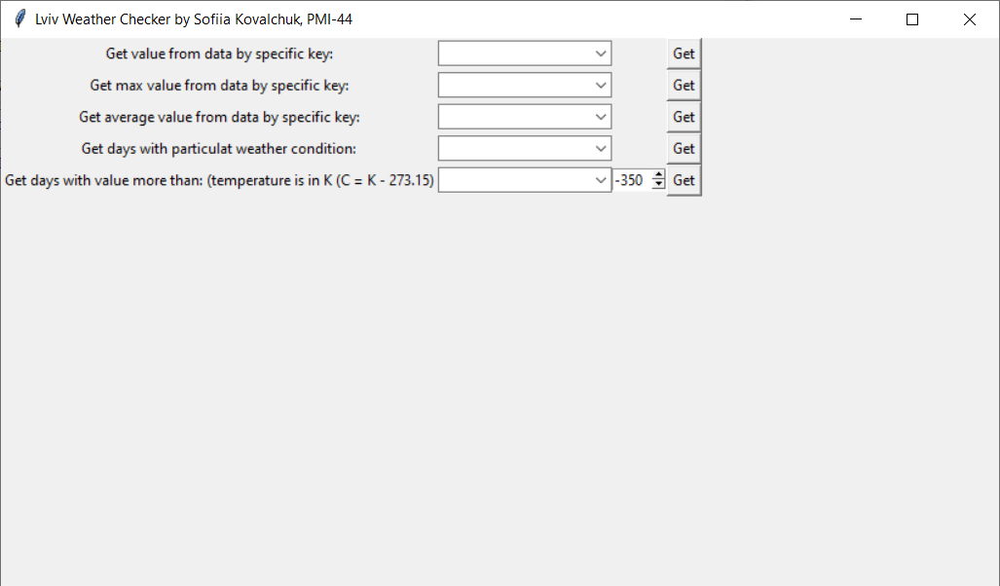 Lviv Weather Checker by Sofiia Kovalchuk, PMI-44
Get value from data by specific key: Get
Get max value from data by specific key: Get
Get average value from data by specific key: Get
Get days with particulat weather condition: Get
Get days with value more than: (temperature is in K (C = K - 273.15) -350 Get